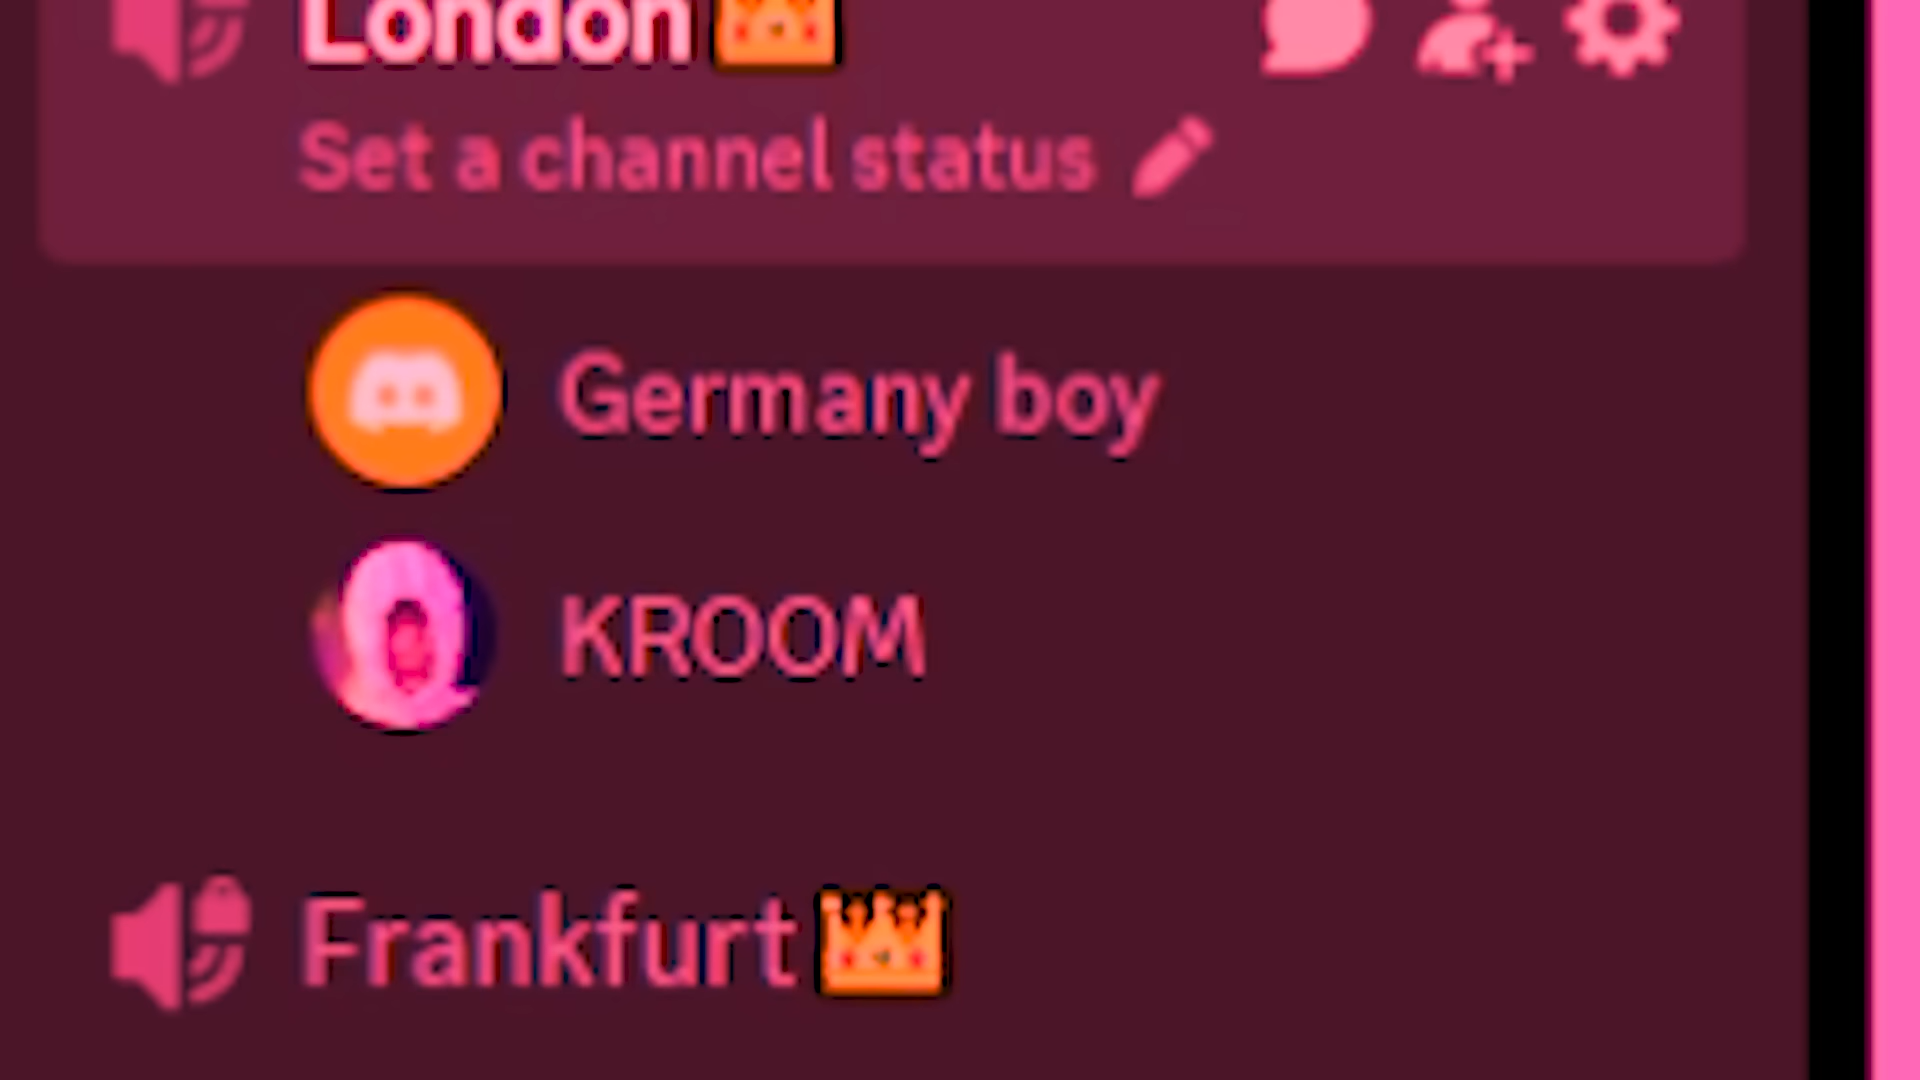 London 👑
Set a channel status
Germany boy
KROOM
Frankfurt 👑